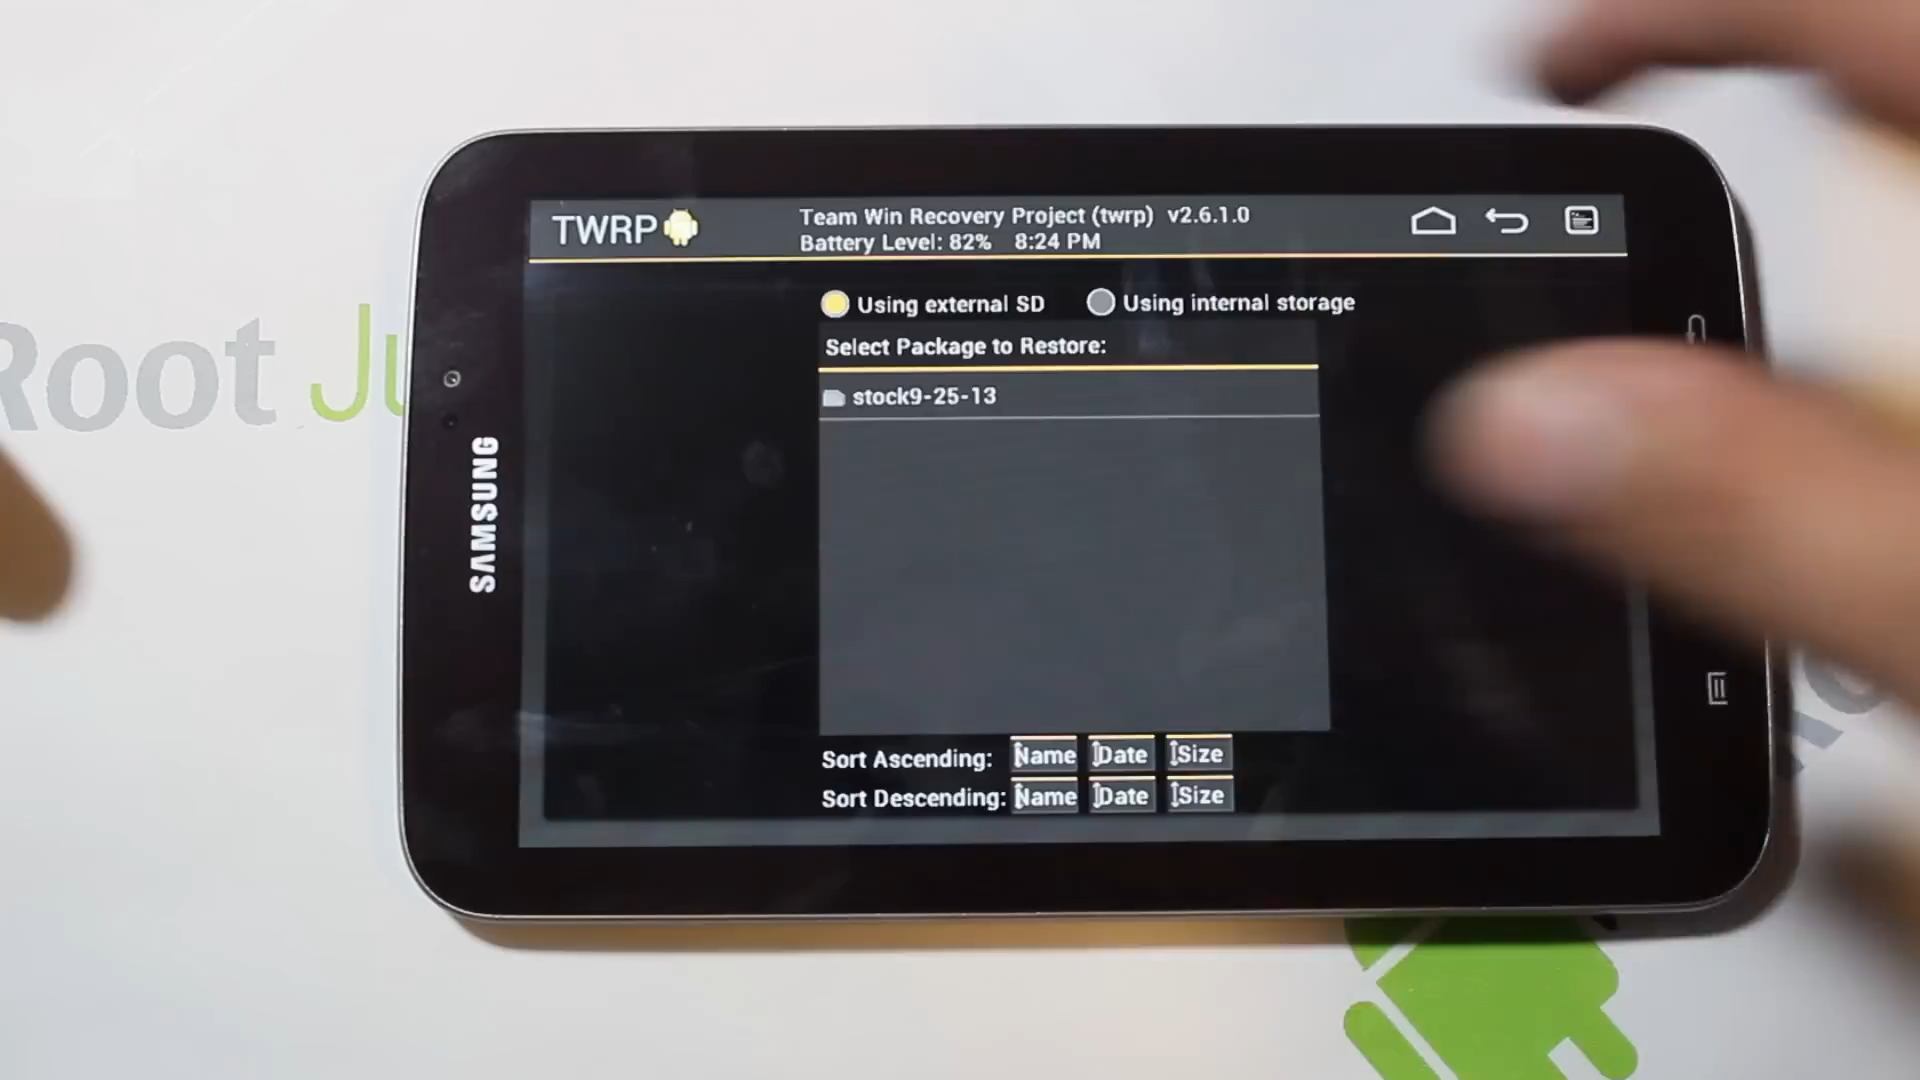 Root Ju
SAMSUNG
TWRP
Team Win Recovery Project (twrp) v2.6.1.0
Battery Level: 82% 8:24 PM
Using external SD Using internal storage
Select Package to Restore:
stock9-25-13
Sort Ascending: Name Date Size
Sort Descending: Name Date Size